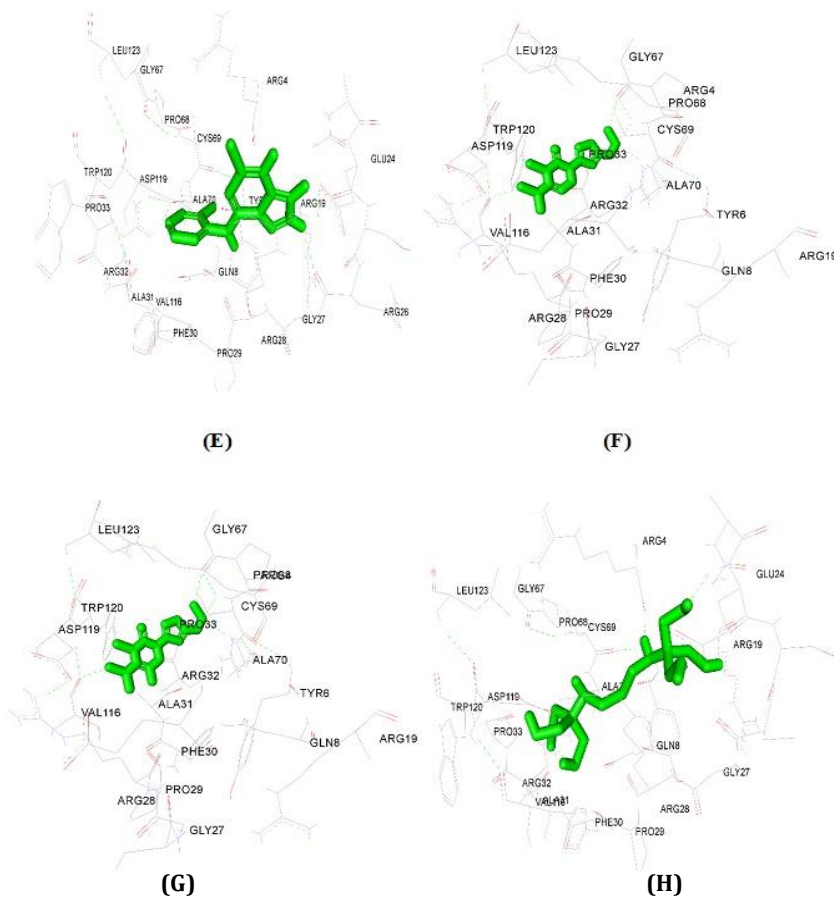 LEU123
GLY67
ARG4
PRO68
CYS69
GLU24
TRP120
ASP119
ALA70
ARG19
PRO33
ARG32
GLN8
ALA31
VAL116
GLY27
ARG26
PHE30
ARG28
PRO29
(E)
LEU123
GLY67
ARG4
PRO68
CYS69
TRP120
PRO33
ASP119
ALA70
ARG32
TYR6
VAL116
ALA31
ARG19
PHE30
GLN8
ARG28
PRO29
GLY27
(F)
LEU123
GLY67
CYS69
TRP120
PRO33
ASP119
ALA70
ARG32
TYR6
VAL116
ALA31
ARG19
PHE30
GLN8
ARG28
PRO29
GLY27
(G)
ARG4
GLU24
LEU123
GLY67
PRO68
CYS69
ARG19
ASP119
TRP120
PRO33
GLN8
GLY27
ARG32
ARG28
PHE30
PRO29
(H)